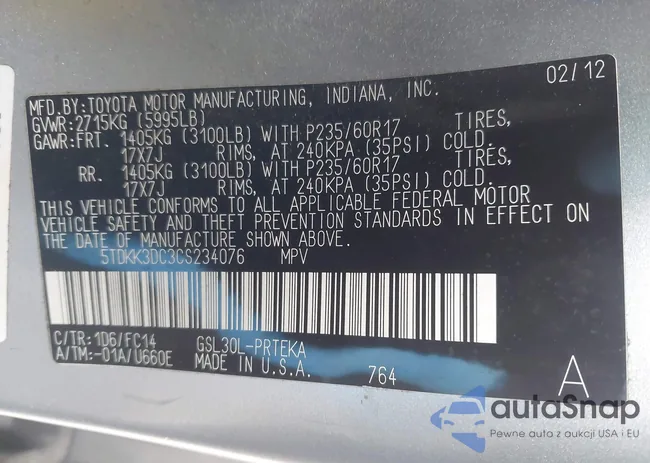 02/12
MFD.BY:TOYOTA MOTOR MANUFACTURING, INDIANA, INC.
GVWR:2715KG (5995LB)
GAWR:FRT. 1405KG (3100LB) WITH P235/60R17 TIRES,
17X7J RIMS, AT 240KPA (35PSI) COLD.
RR. 1405KG (3100LB) WITH P235/60R17 TIRES,
17X7J RIMS, AT 240KPA (35PSI) COLD.
THIS VEHICLE CONFORMS TO ALL APPLICABLE FEDERAL MOTOR
VEHICLE SAFETY AND THEFT PREVENTION STANDARDS IN EFFECT ON
THE DATE OF MANUFACTURE SHOWN ABOVE.
5TDKK3DC3CS234076 MPV
C/TR:1D6/FC14 GSL30L-PRTEKA
A/TM:-01A/U660E MADE IN U.S.A. 764 A
autoSnap
Pewne auta z aukcji USA i EU